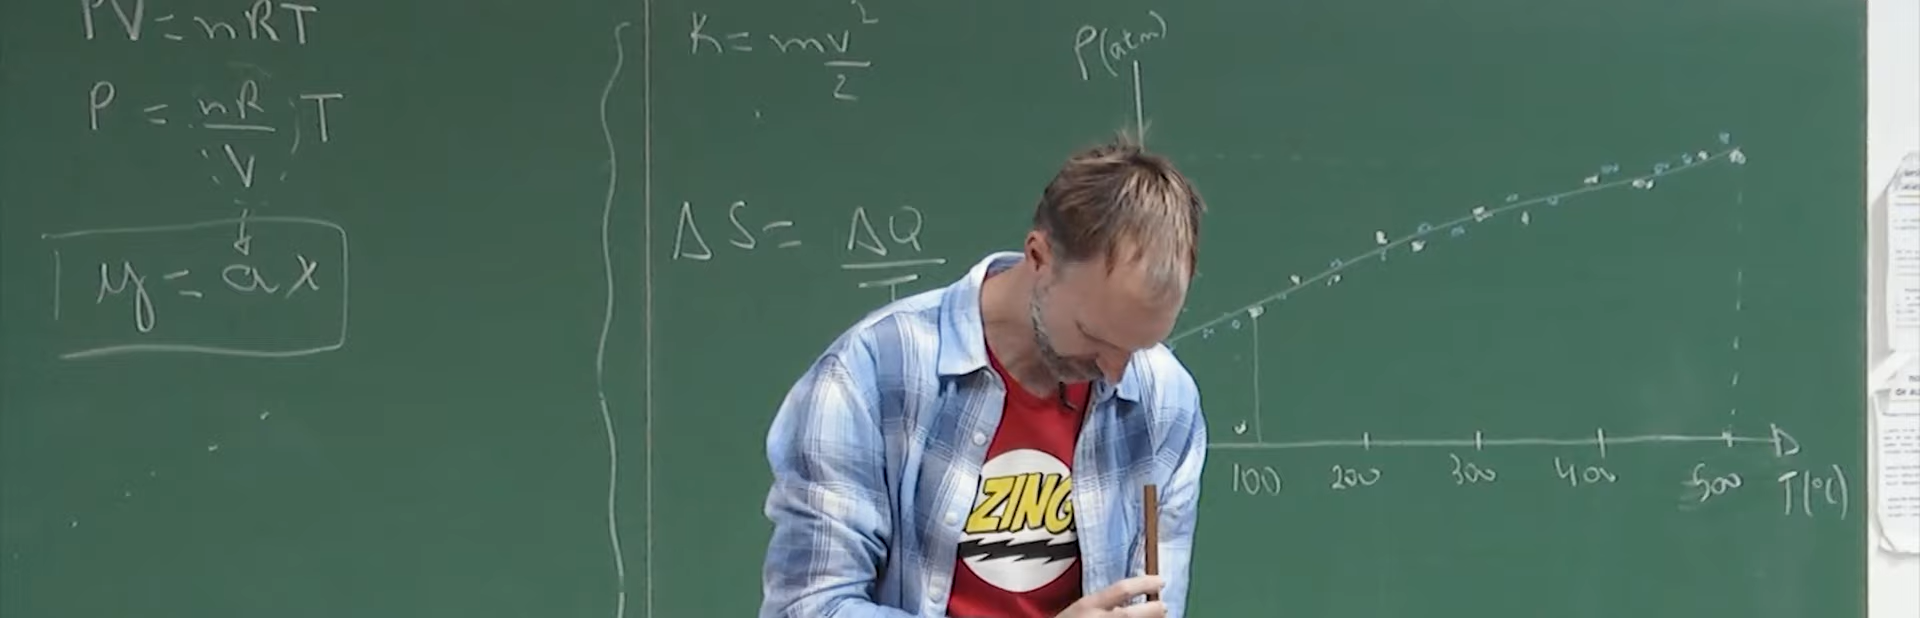 PV = nRT
P = nR/V · T
y = ax
K = mv²/2
ΔS = ΔQ/T
P(atm)
100 200 300 400 500 T(°C)
ZING